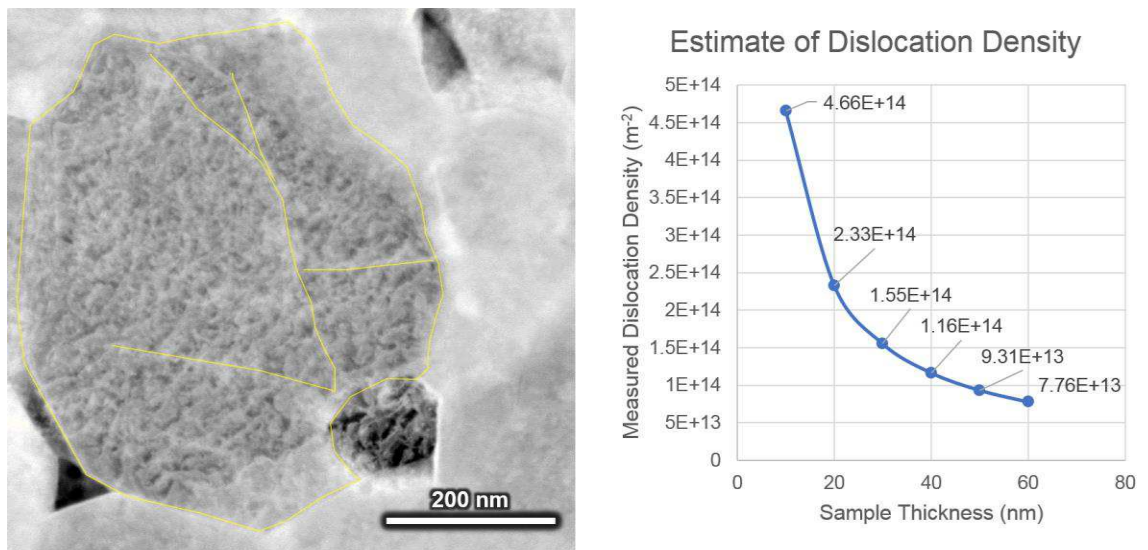 200 nm
Estimate of Dislocation Density
Measured Dislocation Density (m-2)
5E+14
4.5E+14
4E+14
3.5E+14
3E+14
2.5E+14
2E+14
1.5E+14
1E+14
5E+13
0
4.66E+14
2.33E+14
1.55E+14
1.16E+14
9.31E+13
7.76E+13
0 20 40 60 80
Sample Thickness (nm)